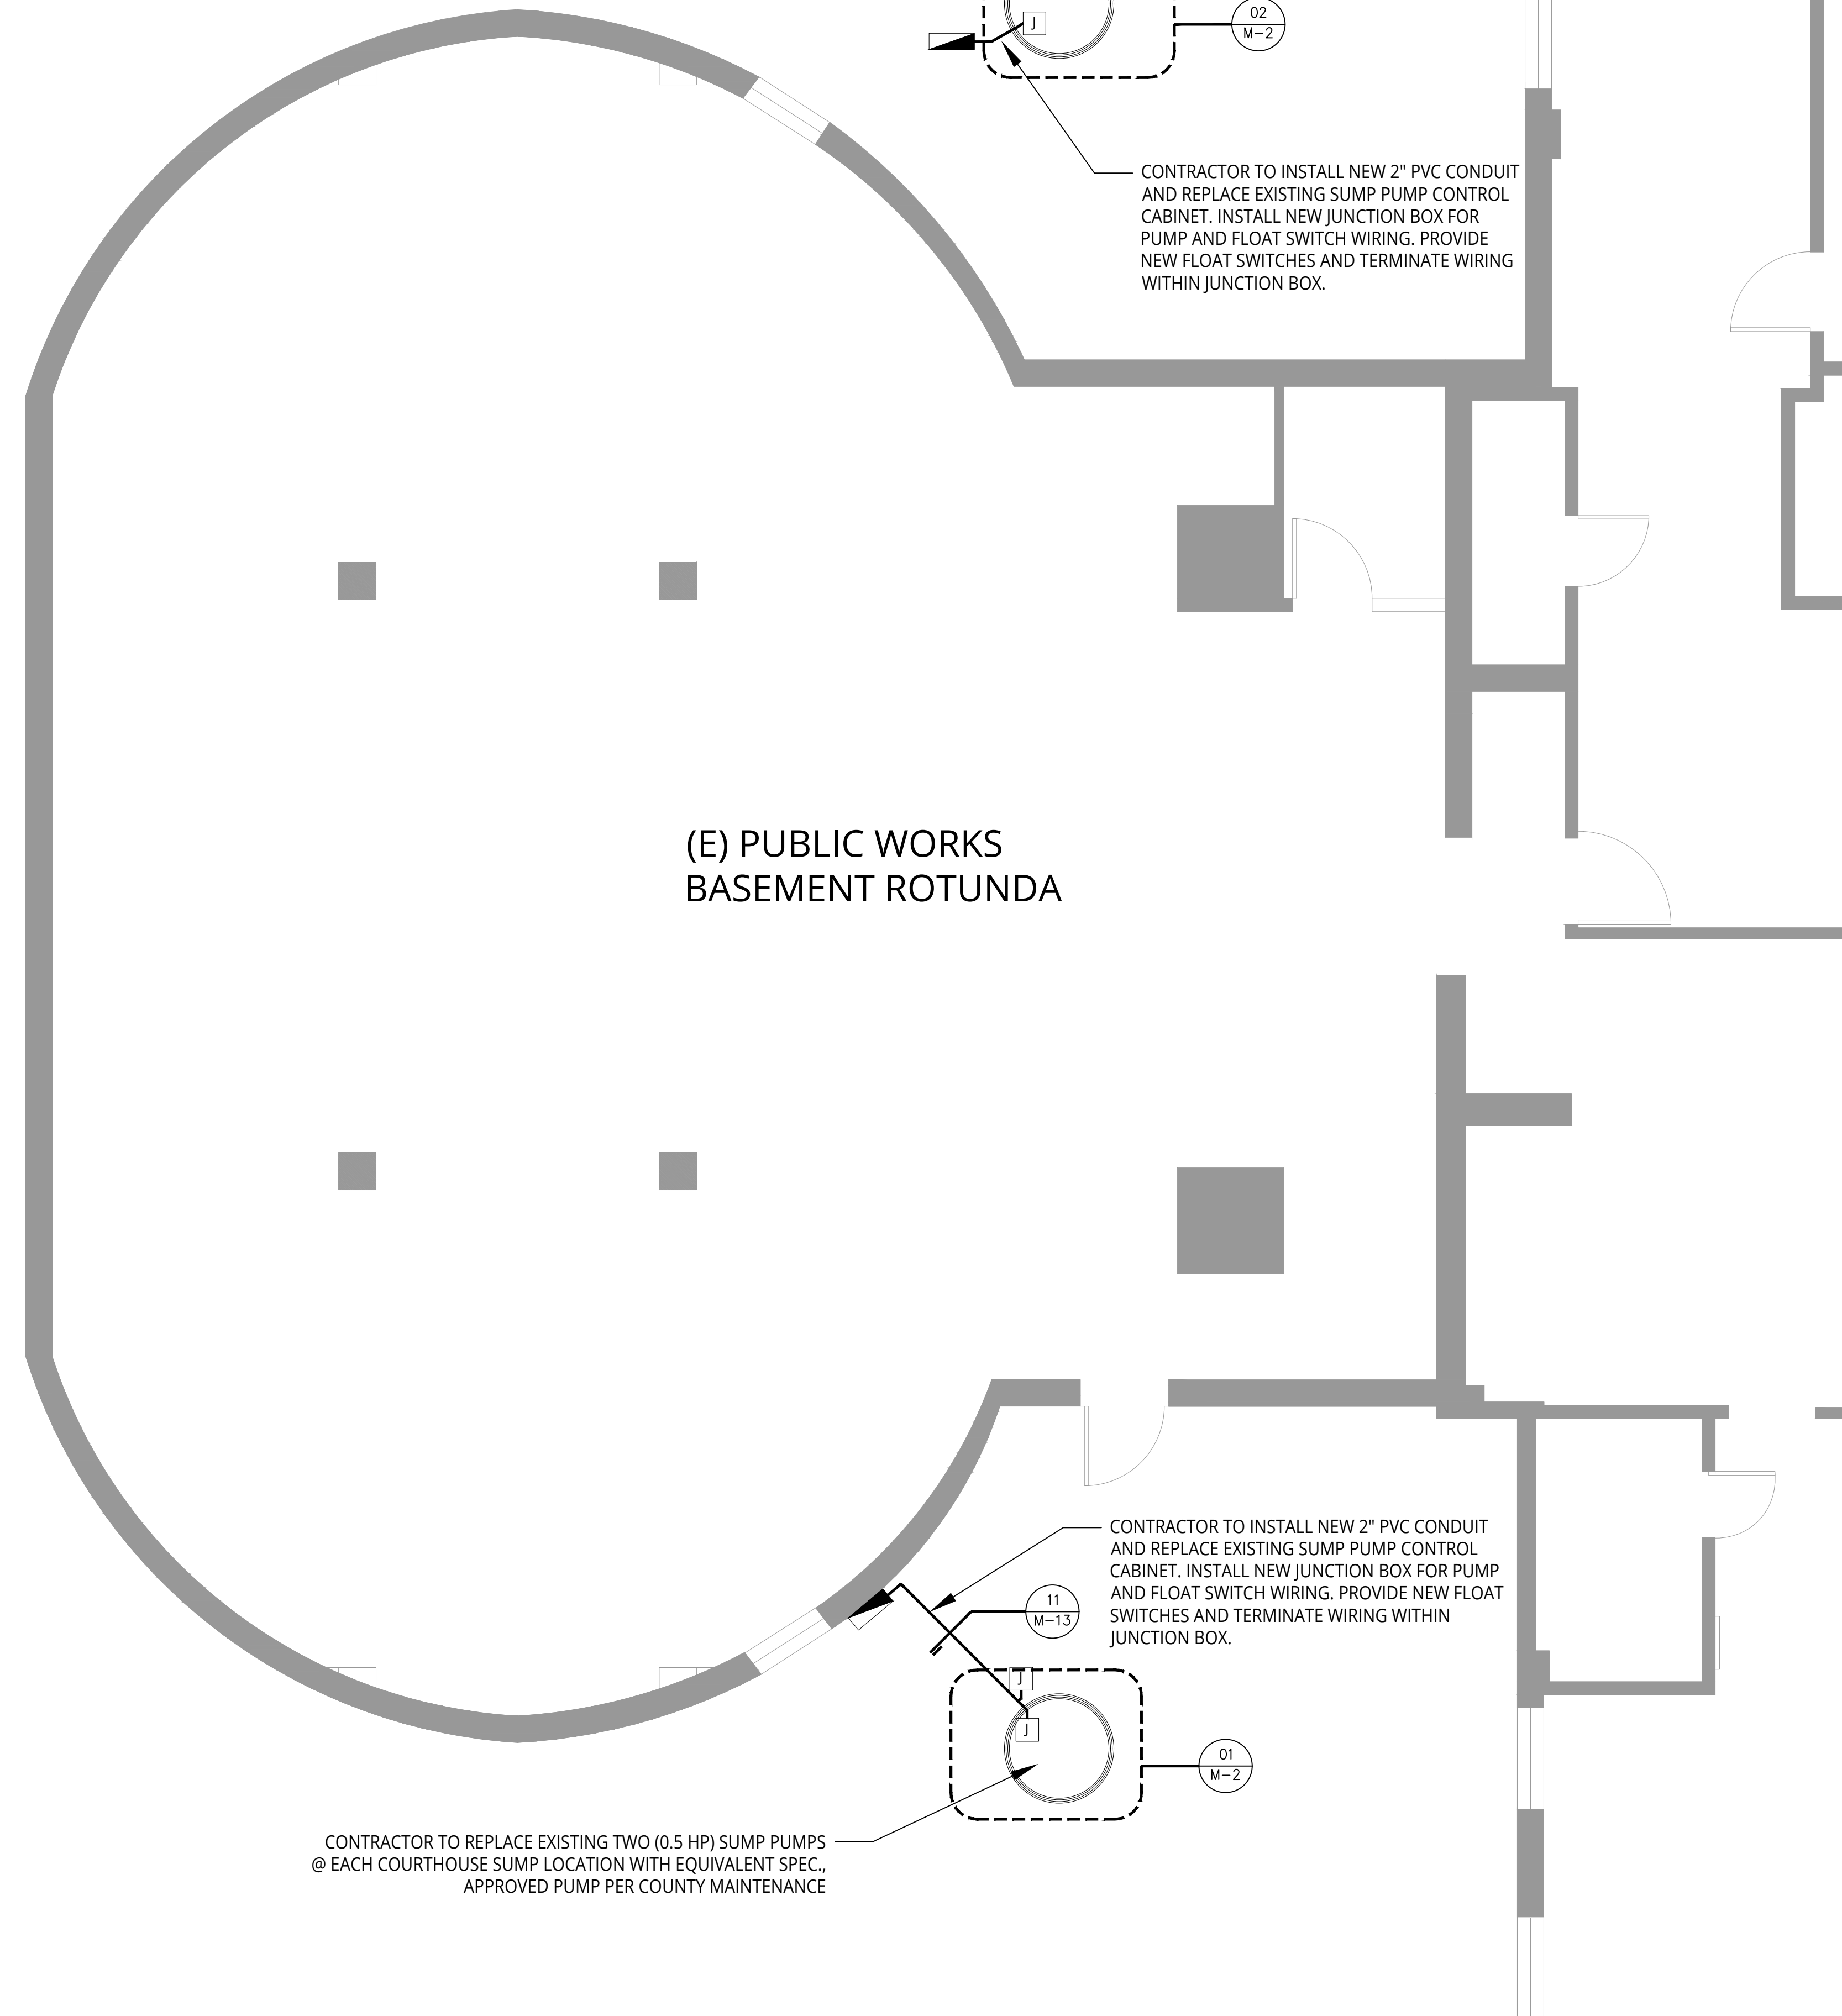 J
02
M-2
CONTRACTOR TO INSTALL NEW 2" PVC CONDUIT
AND REPLACE EXISTING SUMP PUMP CONTROL
CABINET. INSTALL NEW JUNCTION BOX FOR
PUMP AND FLOAT SWITCH WIRING. PROVIDE
NEW FLOAT SWITCHES AND TERMINATE WIRING
WITHIN JUNCTION BOX.
(E) PUBLIC WORKS
BASEMENT ROTUNDA
CONTRACTOR TO INSTALL NEW 2" PVC CONDUIT
AND REPLACE EXISTING SUMP PUMP CONTROL
CABINET. INSTALL NEW JUNCTION BOX FOR PUMP
AND FLOAT SWITCH WIRING. PROVIDE NEW FLOAT
SWITCHES AND TERMINATE WIRING WITHIN
JUNCTION BOX.
11
M-13
J
J
01
M-2
CONTRACTOR TO REPLACE EXISTING TWO (0.5 HP) SUMP PUMPS
@ EACH COURTHOUSE SUMP LOCATION WITH EQUIVALENT SPEC.,
APPROVED PUMP PER COUNTY MAINTENANCE